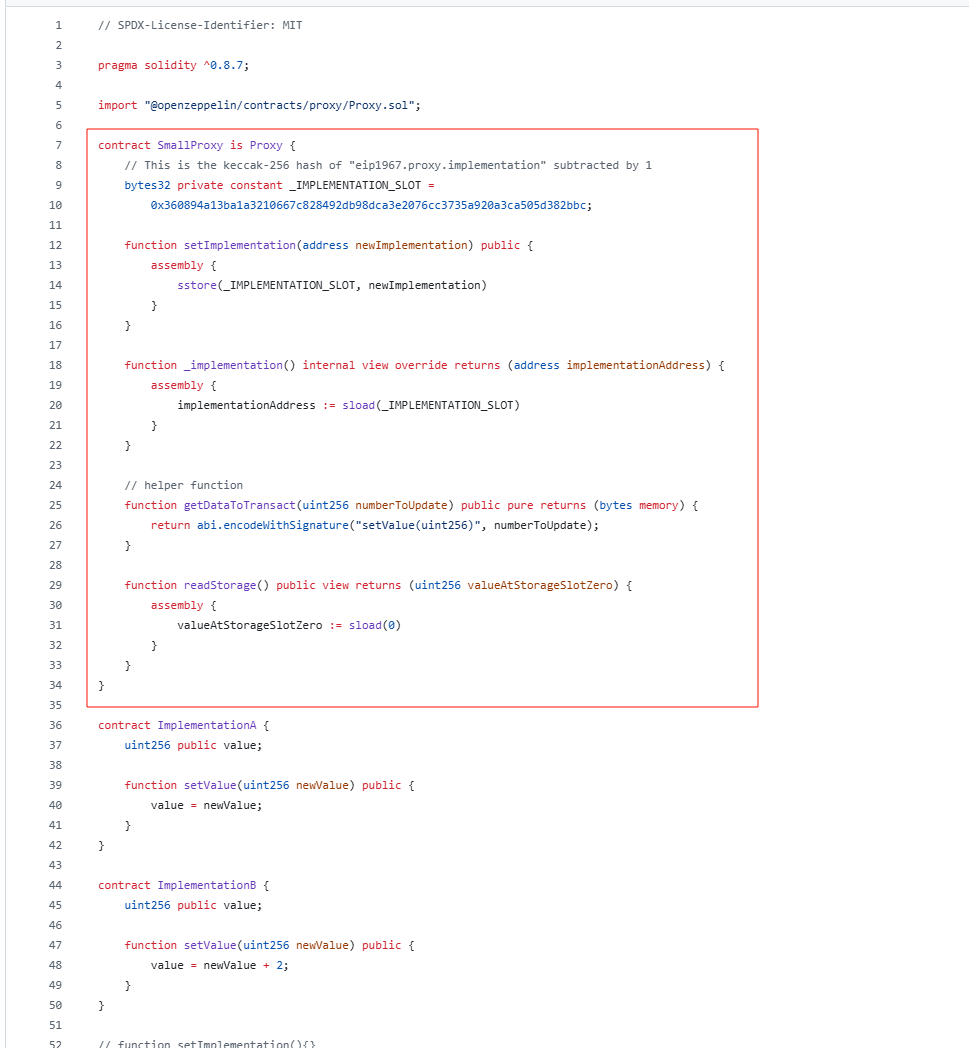 1 // SPDX-License-Identifier: MIT
2
3 pragma solidity ^0.8.7;
4
5 import "@openzeppelin/contracts/proxy/Proxy.sol";
6
7 contract SmallProxy is Proxy {
8     // This is the keccak-256 hash of "eip1967.proxy.implementation" subtracted by 1
9     bytes32 private constant _IMPLEMENTATION_SLOT =
10         0x360894a13ba1a3210667c828492db98dca3e2076cc3735a920a3ca505d382bbc;
11
12     function setImplementation(address newImplementation) public {
13         assembly {
14             sstore(_IMPLEMENTATION_SLOT, newImplementation)
15         }
16     }
17
18     function _implementation() internal view override returns (address implementationAddress) {
19         assembly {
20             implementationAddress := sload(_IMPLEMENTATION_SLOT)
21         }
22     }
23
24     // helper function
25     function getDataToTransact(uint256 numberToUpdate) public pure returns (bytes memory) {
26         return abi.encodeWithSignature("setValue(uint256)", numberToUpdate);
27     }
28
29     function readStorage() public view returns (uint256 valueAtStorageSlotZero) {
30         assembly {
31             valueAtStorageSlotZero := sload(0)
32         }
33     }
34 }
35
36 contract ImplementationA {
37     uint256 public value;
38
39     function setValue(uint256 newValue) public {
40         value = newValue;
41     }
42 }
43
44 contract ImplementationB {
45     uint256 public value;
46
47     function setValue(uint256 newValue) public {
48         value = newValue + 2;
49     }
50 }
51
52 // function setImplementation(){}